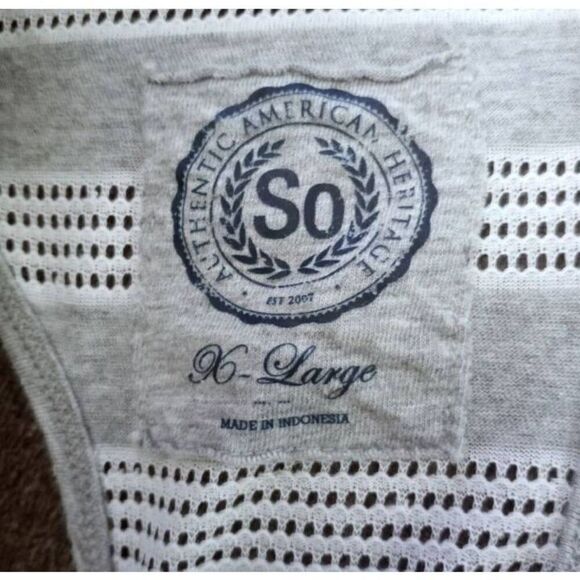 AUTHENTIC AMERICAN HERITAGE
So
EST 2007
X-Large
MADE IN INDONESIA